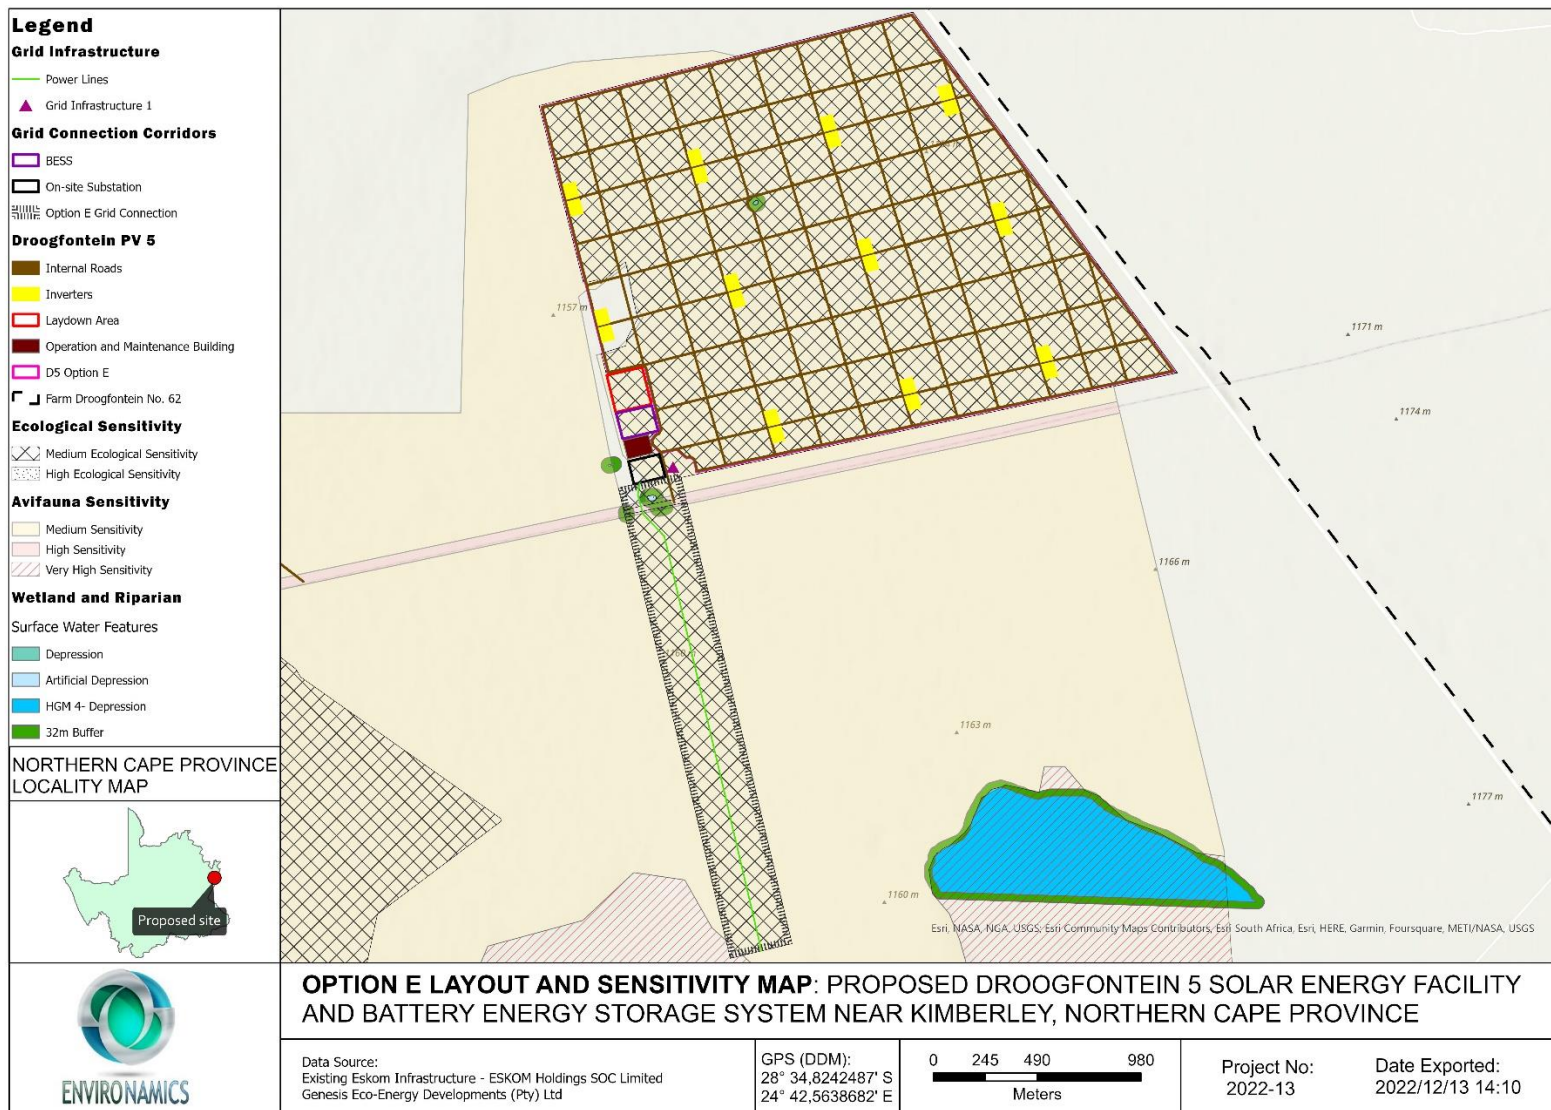 Legend
Grid Infrastructure
Power Lines
Grid Infrastructure 1
Grid Connection Corridors
BESS
On-site Substation
Option E Grid Connection
Droogfontein PV 5
Internal Roads
Inverters
Laydown Area
Operation and Maintenance Building
D5 Option E
Farm Droogfontein No. 62
Ecological Sensitivity
Medium Ecological Sensitivity
High Ecological Sensitivity
Avifauna Sensitivity
Medium Sensitivity
High Sensitivity
Very High Sensitivity
Wetland and Riparian
Surface Water Features
Depression
Artificial Depression
HGM 4- Depression
32m Buffer
NORTHERN CAPE PROVINCE
LOCALITY MAP
Proposed site
ENVIRONAMICS
1157 m
1171 m
1174 m
1166 m
1163 m
1177 m
1160 m
Esri, NASA, NGA, USGS, Esri Community Maps Contributors, Esri South Africa, Esri, HERE, Garmin, Foursquare, METI/NASA, USGS
OPTION E LAYOUT AND SENSITIVITY MAP: PROPOSED DROOGFONTEIN 5 SOLAR ENERGY FACILITY
AND BATTERY ENERGY STORAGE SYSTEM NEAR KIMBERLEY, NORTHERN CAPE PROVINCE
Data Source:
Existing Eskom Infrastructure - ESKOM Holdings SOC Limited
Genesis Eco-Energy Developments (Pty) Ltd
GPS (DDM):
28° 34,8242487' S
24° 42,5638682' E
0 245 490 980
Meters
Project No:
2022-13
Date Exported:
2022/12/13 14:10